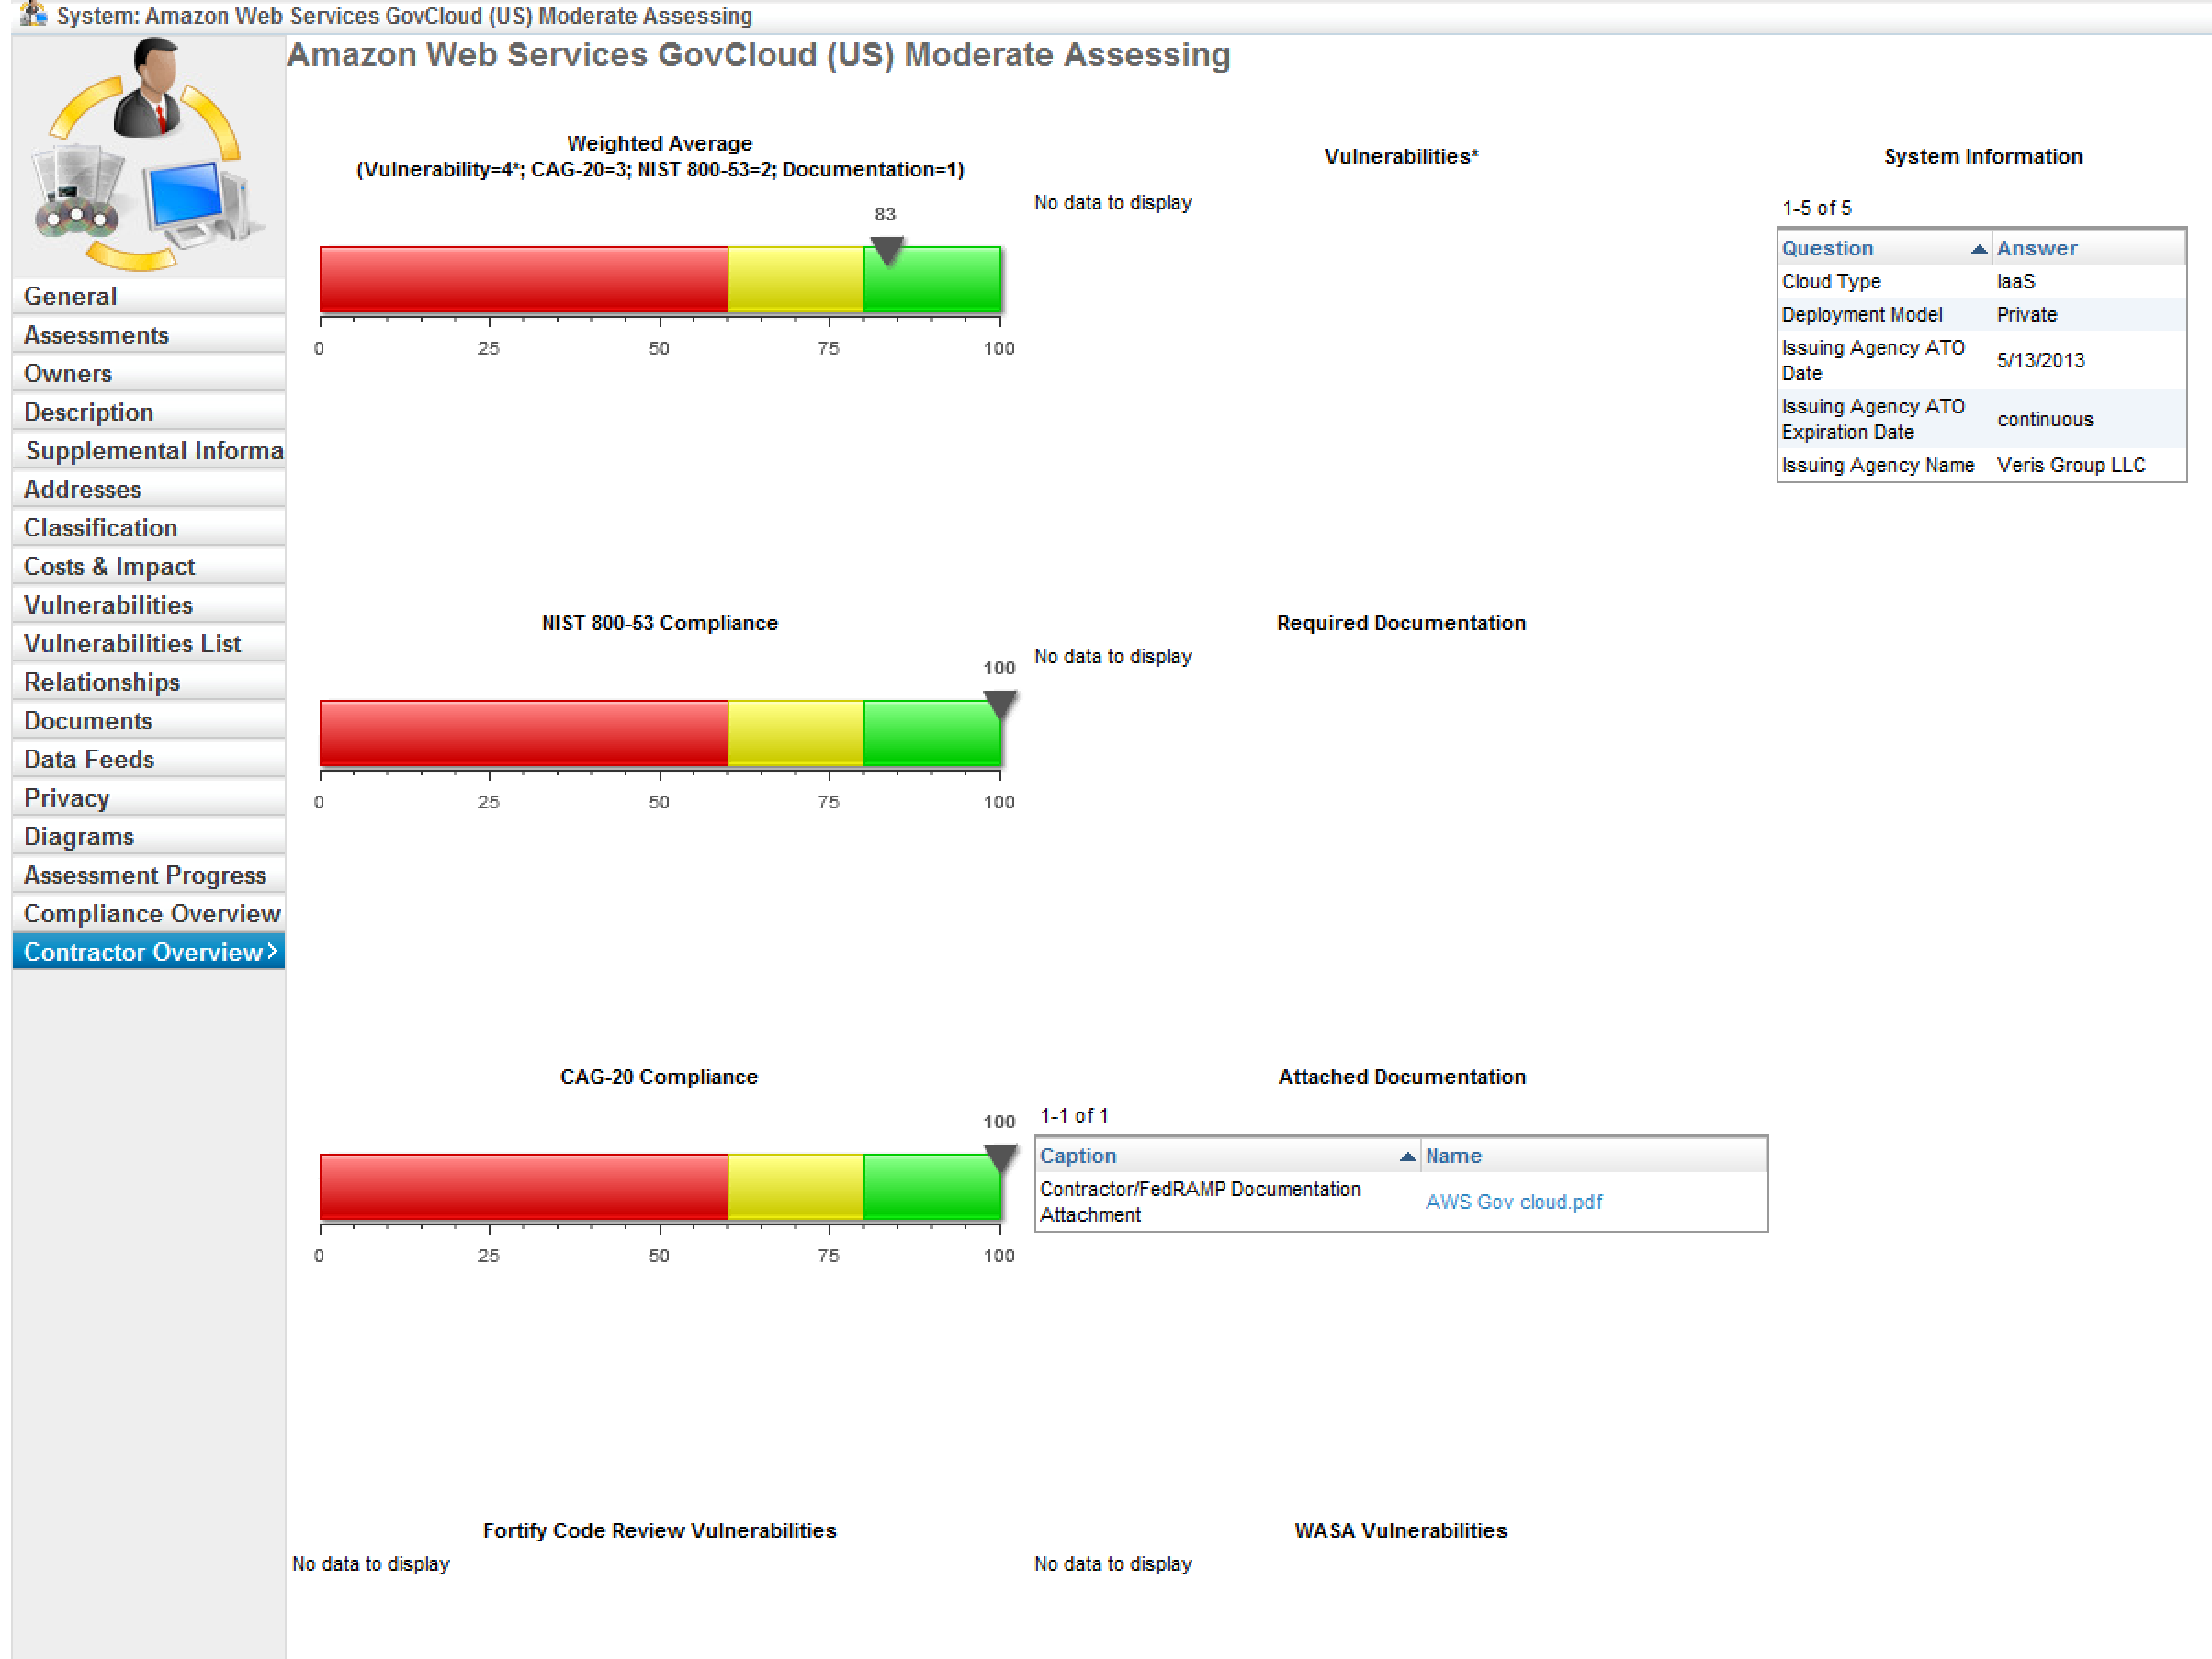 System: Amazon Web Services GovCloud (US) Moderate Assessing
Amazon Web Services GovCloud (US) Moderate Assessing
General
Assessments
Owners
Description
Supplemental Informa
Addresses
Classification
Costs & Impact
Vulnerabilities
Vulnerabilities List
Relationships
Documents
Data Feeds
Privacy
Diagrams
Assessment Progress
Compliance Overview
Contractor Overview
Weighted Average
(Vulnerability=4*; CAG-20=3; NIST 800-53=2; Documentation=1)
83
0 25 50 75 100
Vulnerabilities*
No data to display
System Information
1-5 of 5
Question Answer
Cloud Type IaaS
Deployment Model Private
Issuing Agency ATO
Date 5/13/2013
Issuing Agency ATO
Expiration Date continuous
Issuing Agency Name Veris Group LLC
NIST 800-53 Compliance
100
0 25 50 75 100
Required Documentation
No data to display
CAG-20 Compliance
100
0 25 50 75 100
Attached Documentation
1-1 of 1
Caption Name
Contractor/FedRAMP Documentation
Attachment AWS Gov cloud.pdf
Fortify Code Review Vulnerabilities
No data to display
WASA Vulnerabilities
No data to display